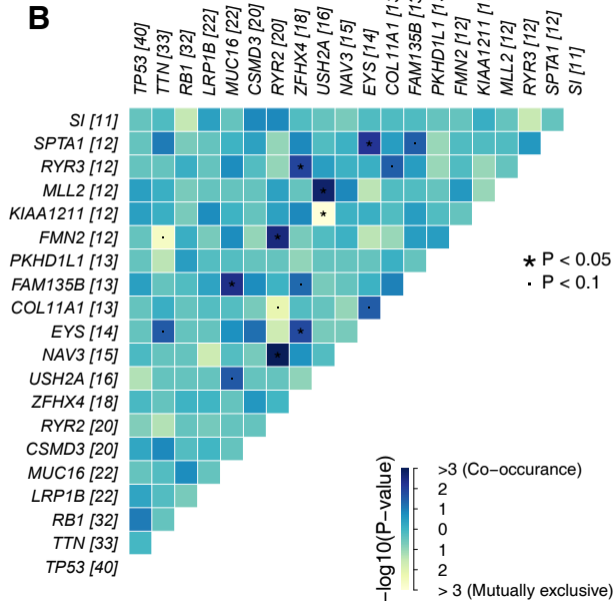 B
TP53 [40]
TTN [33]
RB1 [32]
LRP1B [22]
MUC16 [22]
CSMD3 [20]
RYR2 [20]
ZFHX4 [18]
USH2A [16]
NAV3 [15]
EYS [14]
COL11A1 [13
FAM135B [13
PKHD1L1 [13
FMN2 [12]
KIAA1211 [1
MLL2 [12]
RYR3 [12]
SPTA1 [12]
SI [11]
SI [11]
SPTA1 [12]
RYR3 [12]
MLL2 [12]
KIAA1211 [12]
FMN2 [12]
PKHD1L1 [13]
FAM135B [13]
COL11A1 [13]
EYS [14]
NAV3 [15]
USH2A [16]
ZFHX4 [18]
RYR2 [20]
CSMD3 [20]
MUC16 [22]
LRP1B [22]
RB1 [32]
TTN [33]
TP53 [40]
* P < 0.05
· P < 0.1
−log10(P−value)
>3 (Co−occurance)
2
1
0
1
2
> 3 (Mutually exclusive)